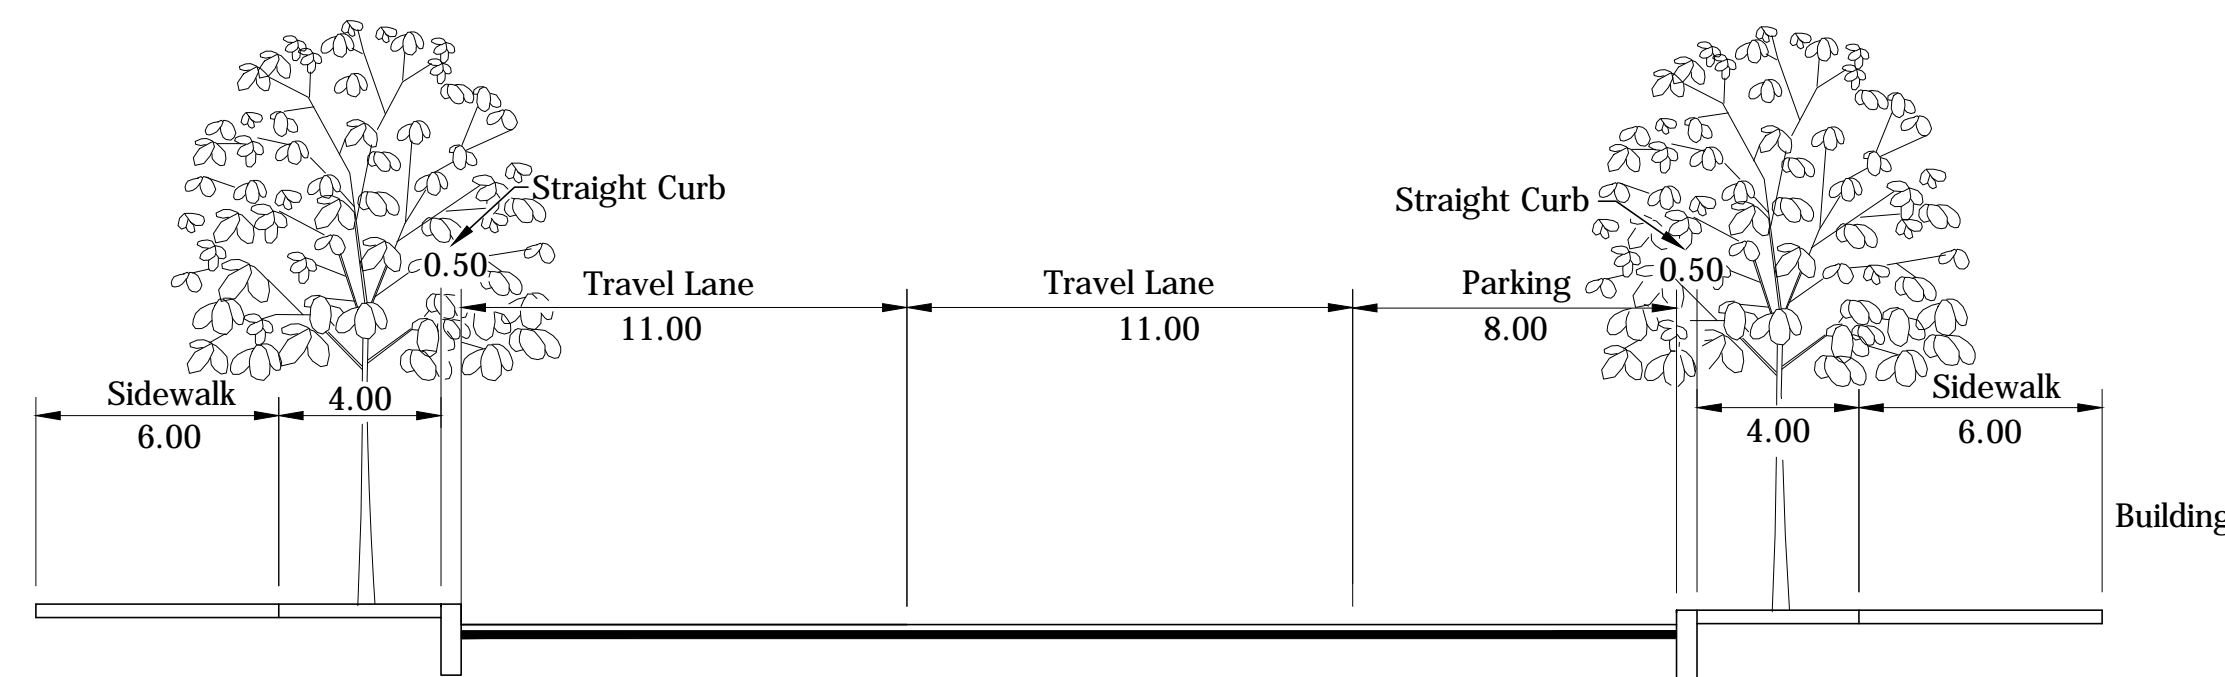 Straight Curb
Straight Curb
0.50
0.50
Travel Lane
Travel Lane
Parking
11.00
11.00
8.00
Sidewalk
4.00
Sidewalk
6.00
4.00
6.00
Building